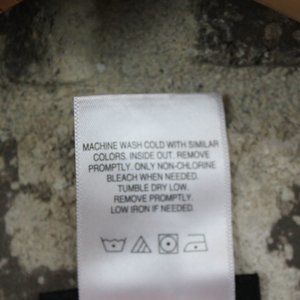 MACHINE WASH COLD WITH SIMILAR
COLORS, INSIDE OUT. REMOVE
PROMPTLY. ONLY NON-CHLORINE
BLEACH WHEN NEEDED.
TUMBLE DRY LOW.
REMOVE PROMPTLY.
LOW IRON IF NEEDED.